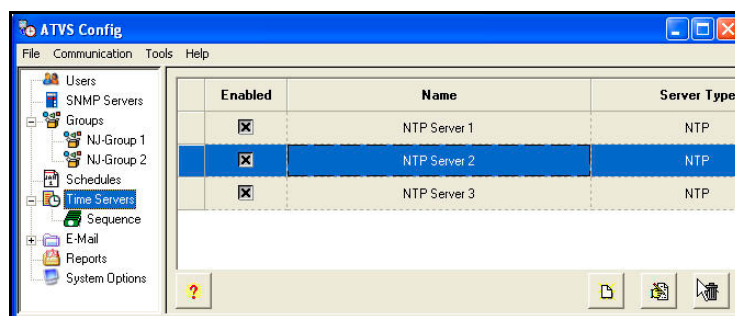 ATVS Config
File Communication Tools Help
Users
SNMP Servers
Groups
NJ-Group 1
NJ-Group 2
Schedules
Time Servers
Sequence
E-Mail
Reports
System Options
Enabled Name Server Type
NTP Server 1 NTP
NTP Server 2 NTP
NTP Server 3 NTP
?